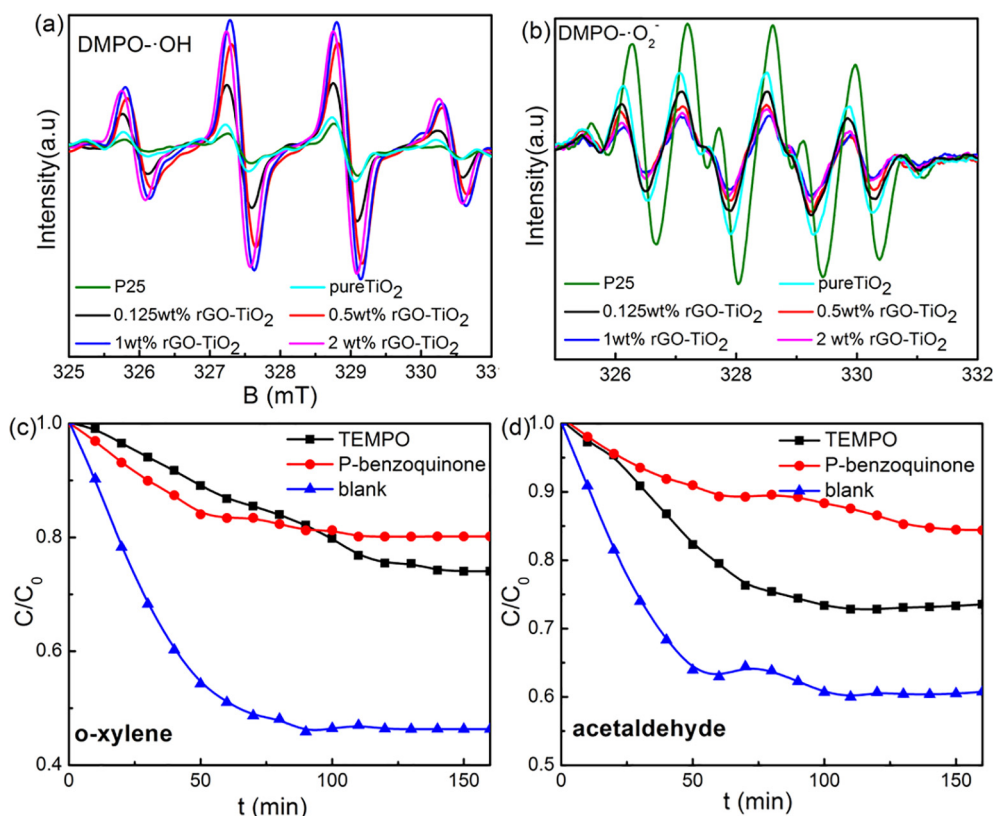 (a)
DMPO-·OH
Intensity(a.u)
P25
pureTiO2
0.125wt% rGO-TiO2
0.5wt% rGO-TiO2
1wt% rGO-TiO2
2 wt% rGO-TiO2
325 326 327 328 329 330 33
B (mT)
(b)
DMPO-·O2-
Intensity(a.u)
P25
pureTiO2
0.125wt% rGO-TiO2
0.5wt% rGO-TiO2
1wt% rGO-TiO2
2 wt% rGO-TiO2
326 328 330 332
(c)
1.0
0.8
0.6
0.4
C/C0
TEMPO
P-benzoquinone
blank
o-xylene
0 50 100 150
t (min)
(d)
1.0
0.9
0.8
0.7
0.6
0.5
C/C0
TEMPO
P-benzoquinone
blank
acetaldehyde
0 50 100 150
t (min)